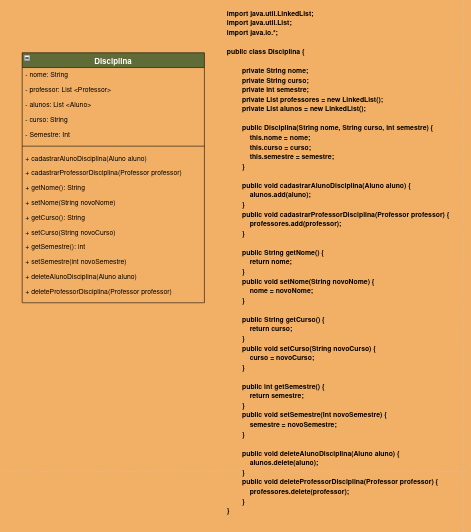 Disciplina
- nome: String
- professor: List <Professor>
- alunos: List <Aluno>
- curso: String
- Semestre: Int
+ cadastrarAlunoDisciplina(Aluno aluno)
+ cadastrarProfessorDisciplina(Professor professor)
+ getNome(): String
+ setNome(String novoNome)
+ getCurso(): String
+ setCurso(String novoCurso)
+ getSemestre(): int
+ setSemestre(int novoSemestre)
+ deleteAlunoDisciplina(Aluno aluno)
+ deleteProfessorDisciplina(Professor professor)
import java.util.LinkedList;
import java.util.List;
import java.io.*;
public class Disciplina {
private String nome;
private String curso;
private int semestre;
private List professores = new LinkedList();
private List alunos = new LinkedList();
public Disciplina(String nome, String curso, Int semestre) {
this.nome = nome;
this.curso = curso;
this.semestre = semestre;
}
public void cadastrarAlunoDisciplina(Aluno aluno) {
alunos.add(aluno);
}
public void cadastrarProfessorDisciplina(Professor professor) {
professores.add(professor);
}
public String getNome() {
return nome;
}
public void setNome(String novoNome) {
nome = novoNome;
}
public String getCurso() {
return curso;
}
public void setCurso(String novoCurso) {
curso = novoCurso;
}
public int getSemestre() {
return semestre;
}
public void setSemestre(Int novoSemestre) {
semestre = novoSemestre;
}
public void deleteAlunoDisciplina(Aluno aluno) {
alunos.delete(aluno);
}
public void deleteProfessorDisciplina(Professor professor) {
professores.delete(professor);
}
}